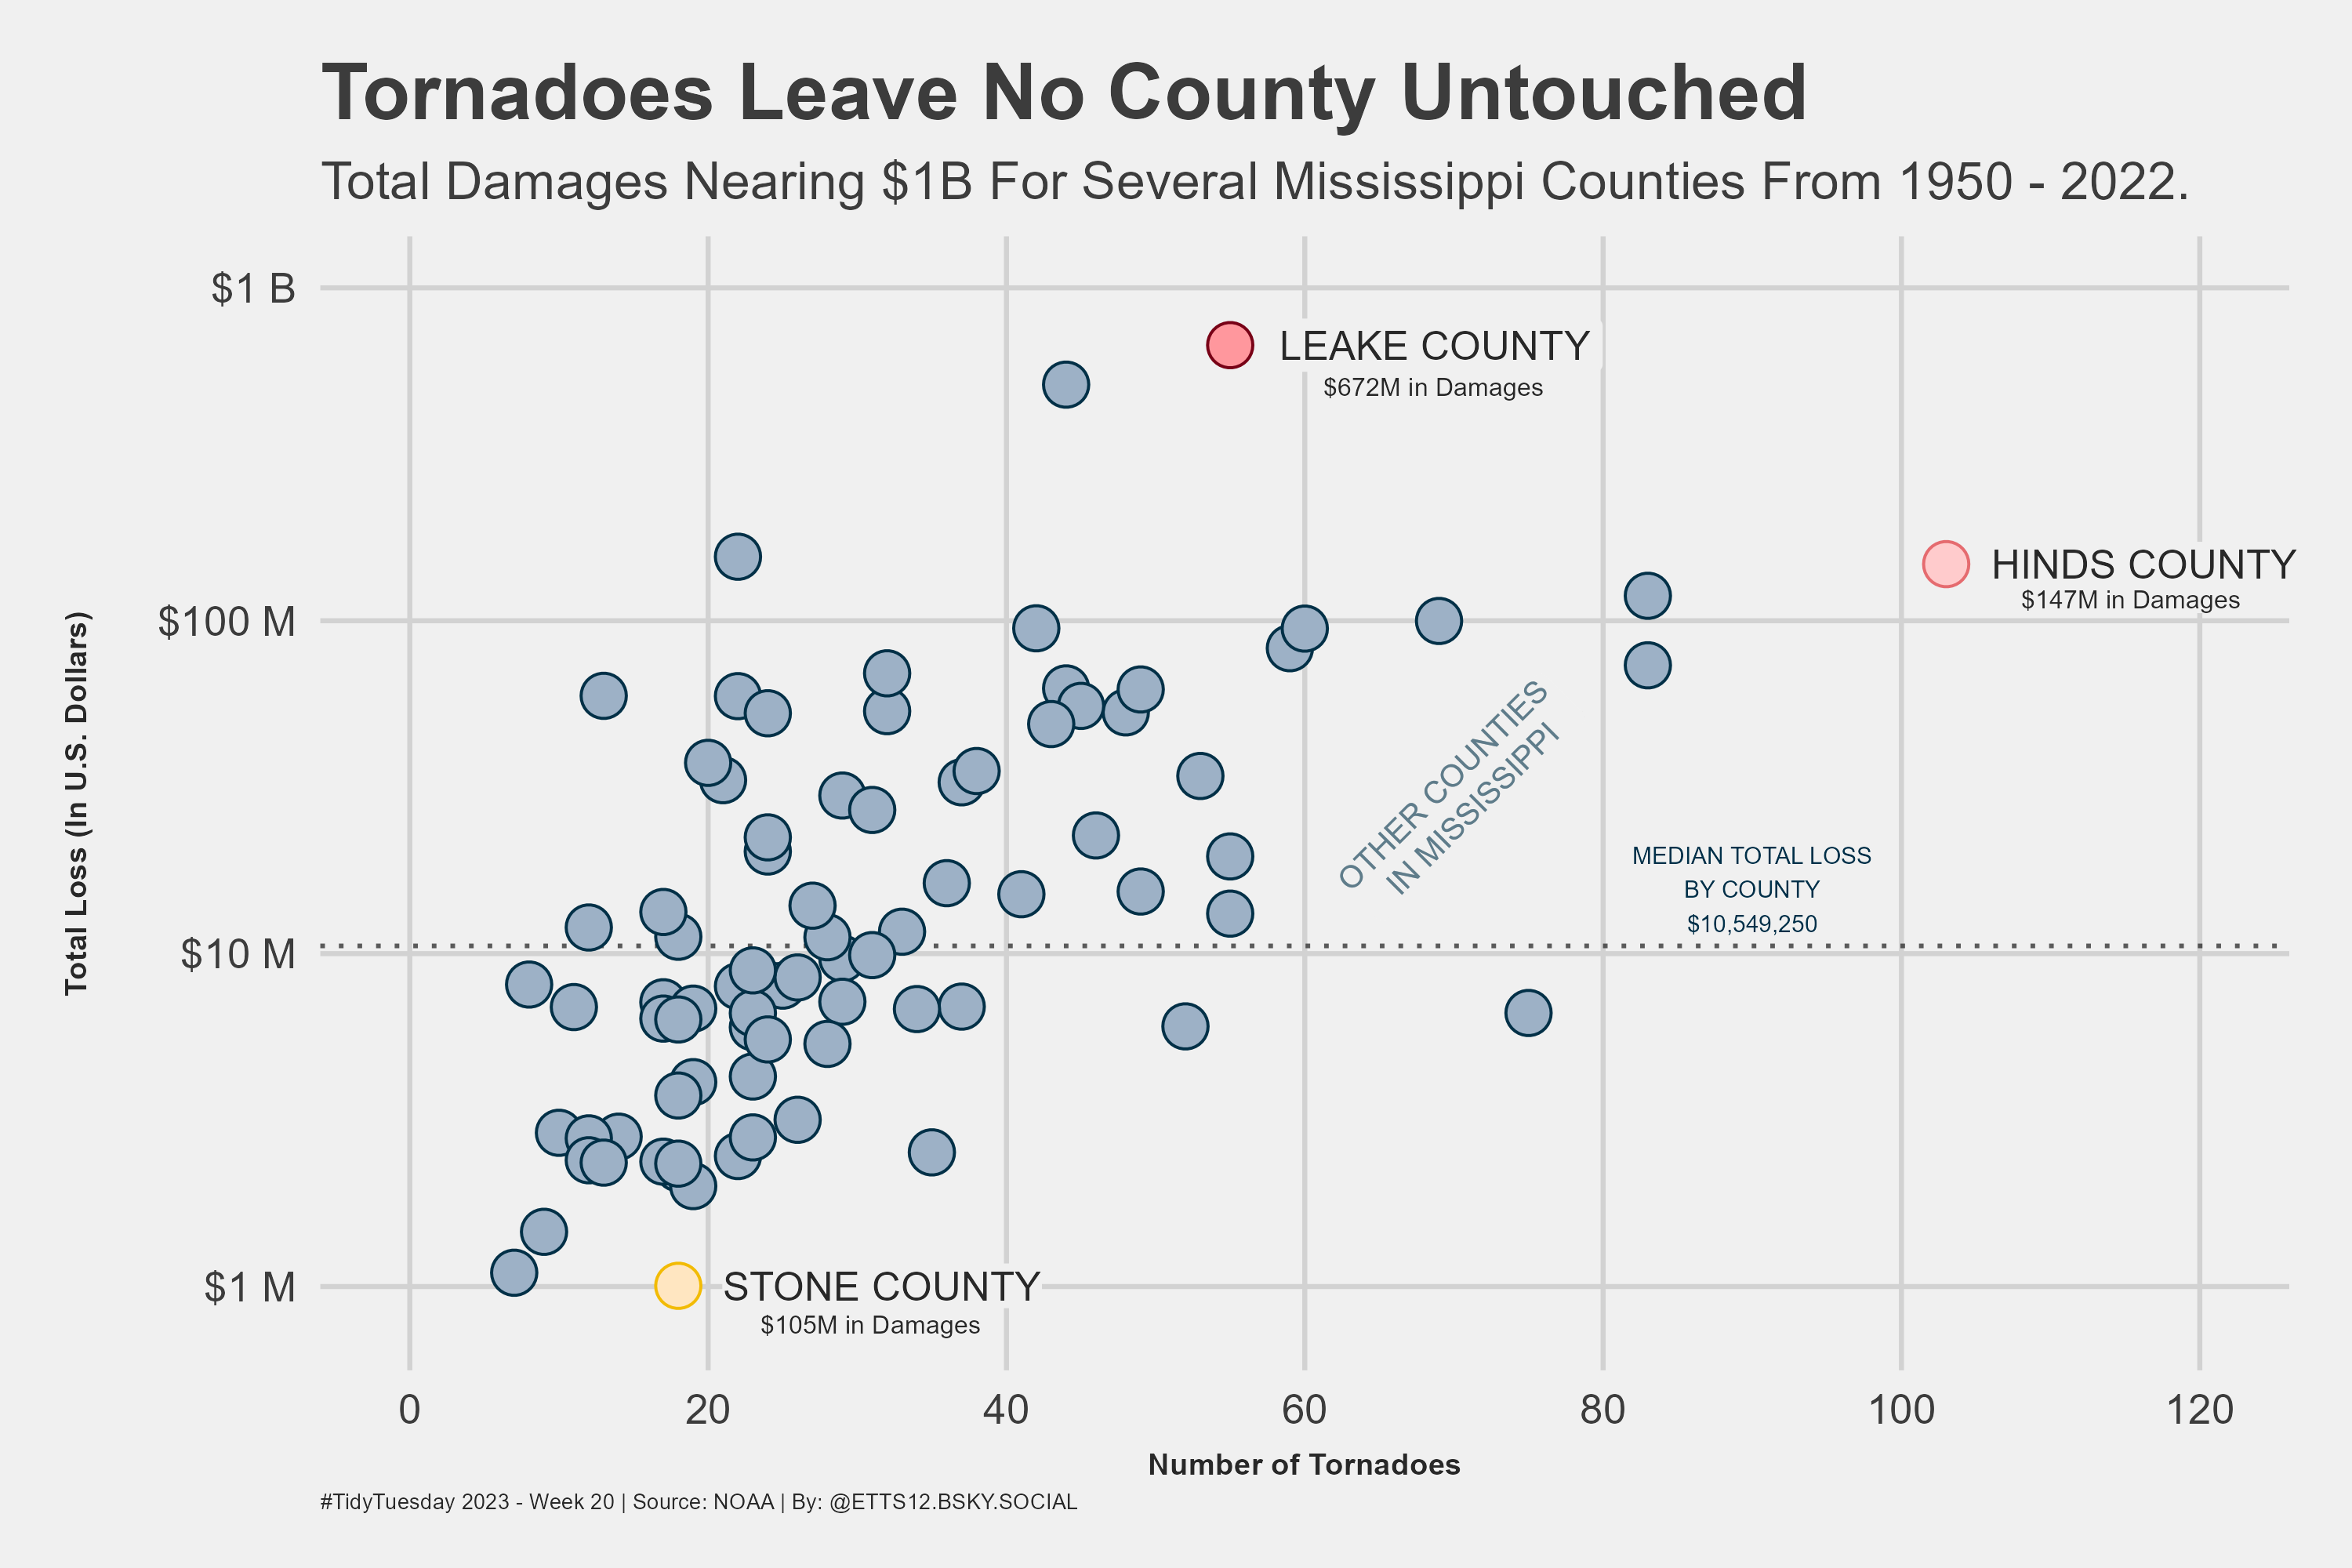 Tornadoes Leave No County Untouched
Total Damages Nearing $1B For Several Mississippi Counties From 1950 - 2022.
$1 B
LEAKE COUNTY
$672M in Damages
HINDS COUNTY
$147M in Damages
$100 M
Total Loss (In U.S. Dollars)
OTHER COUNTIES
IN MISSISSIPPI
MEDIAN TOTAL LOSS
BY COUNTY
$10,549,250
$10 M
$1 M
STONE COUNTY
$105M in Damages
0 20 40 60 80 100 120
Number of Tornadoes
#TidyTuesday 2023 - Week 20 | Source: NOAA | By: @ETTS12.BSKY.SOCIAL